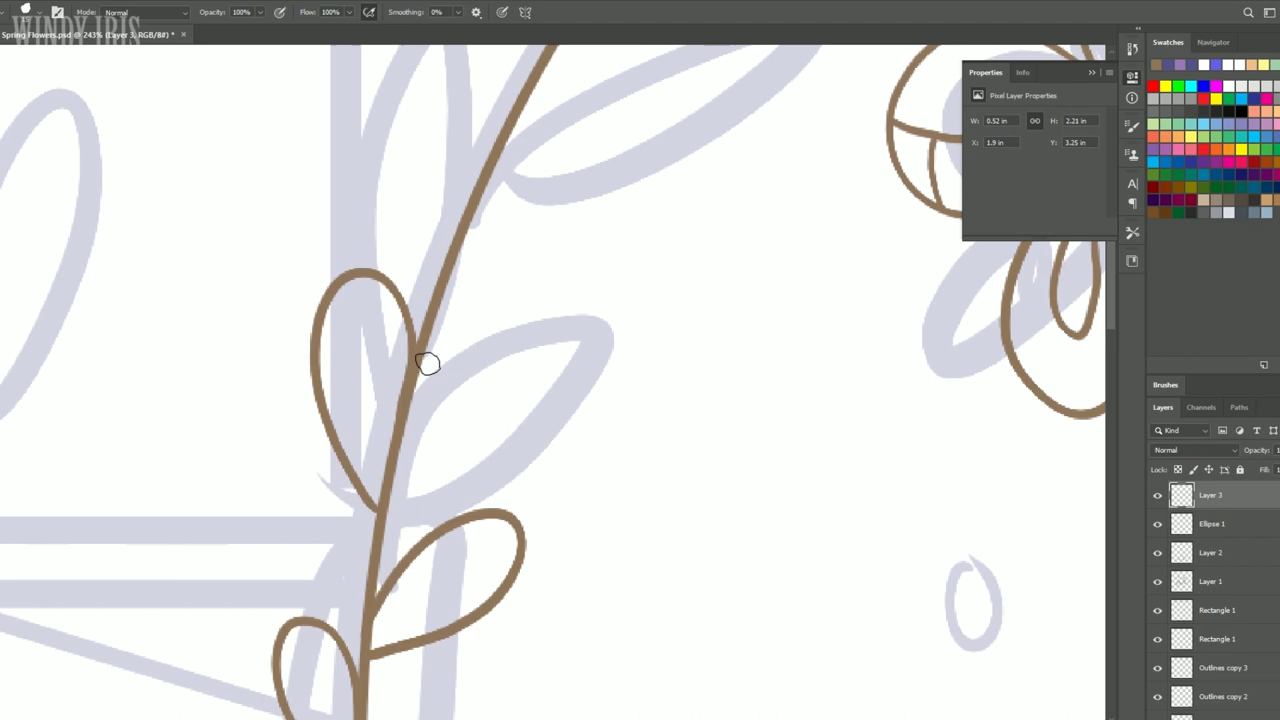 Mode: Normal Opacity: 100% Flow: 100% Smoothing: 0%
WINDY IRIS
Spring Flowers.psd @ 243% (Layer 3, RGB/8#) * ×
Swatches Navigator
Properties Info
Pixel Layer Properties
W: 0.52 in H: 2.21 in
X: 1.9 in Y: 3.25 in
Brushes
Layers Channels Paths
Kind
Normal Opacity: 1
Lock: Fill:
Layer 3
Ellipse 1
Layer 2
Layer 1
Rectangle 1
Rectangle 1
Outlines copy 3
Outlines copy 2